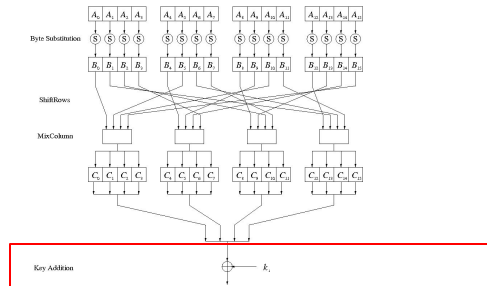 A₀ A₁ A₂ A₃ A₄ A₅ A₆ A₇ A₈ A₉ A₁₀ A₁₁ A₁₂ A₁₃ A₁₄ A₁₅
Byte Substitution S S S S S S S S S S S S S S S S
B₀ B₁ B₂ B₃ B₄ B₅ B₆ B₇ B₈ B₉ B₁₀ B₁₁ B₁₂ B₁₃ B₁₄ B₁₅
ShiftRows
MixColumn
C₀ C₁ C₂ C₃ C₄ C₅ C₆ C₇ C₈ C₉ C₁₀ C₁₁ C₁₂ C₁₃ C₁₄ C₁₅
Key Addition kᵢ